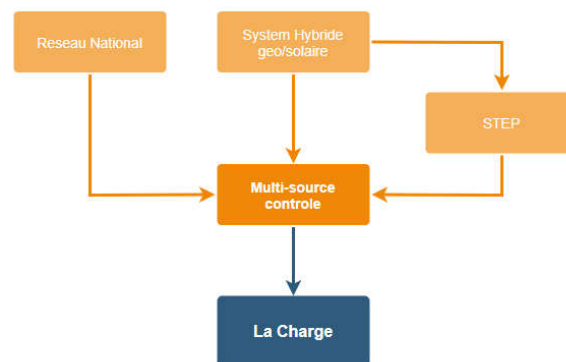 Reseau National
System Hybride
geo/solaire
STEP
Multi-source
controle
La Charge